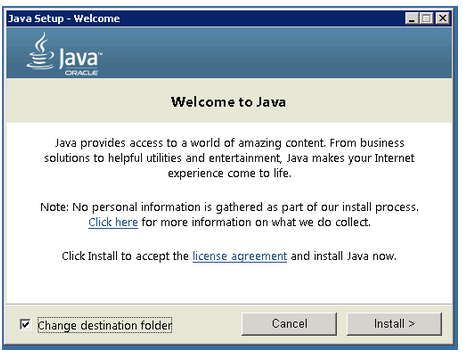 Java Setup - Welcome
Java™
ORACLE
Welcome to Java
Java provides access to a world of amazing content. From business
solutions to helpful utilities and entertainment, Java makes your Internet
experience come to life.
Note: No personal information is gathered as part of our install process.
Click here for more information on what we do collect.
Click Install to accept the license agreement and install Java now.
Change destination folder
Cancel
Install >